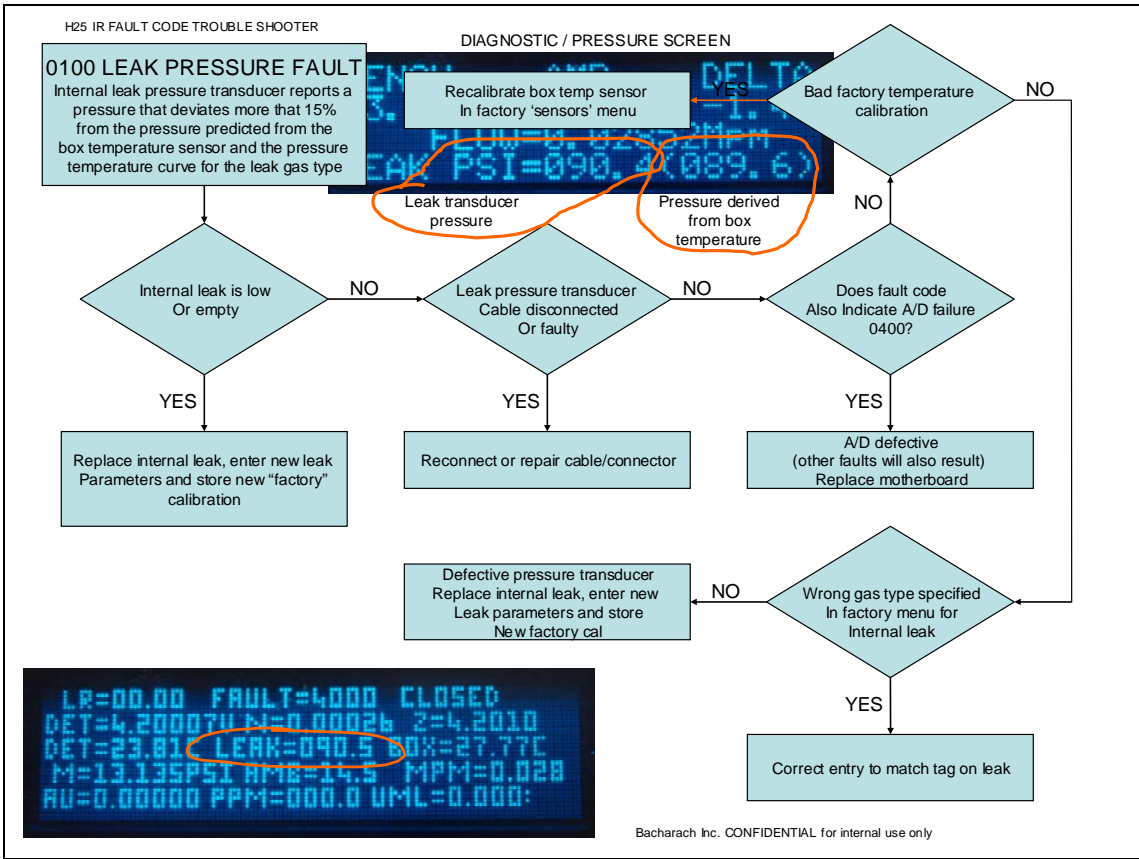 H25 IR FAULT CODE TROUBLE SHOOTER
DIAGNOSTIC / PRESSURE SCREEN
0100 LEAK PRESSURE FAULT
Internal leak pressure transducer reports a
pressure that deviates more that 15%
from the pressure predicted from the
box temperature sensor and the pressure
temperature curve for the leak gas type
DELTA
Recalibrate box temp sensor
In factory ‘sensors’ menu
YES
Bad factory temperature
calibration
NO
PSI=090.4(089.6)
Leak transducer
pressure
Pressure derived
from box
temperature
NO
Internal leak is low
Or empty
NO
Leak pressure transducer
Cable disconnected
Or faulty
NO
Does fault code
Also Indicate A/D failure
0400?
YES
YES
YES
Replace internal leak, enter new leak
Parameters and store new “factory”
calibration
Reconnect or repair cable/connector
A/D defective
(other faults will also result)
Replace motherboard
Defective pressure transducer
Replace internal leak, enter new
Leak parameters and store
New factory cal
NO
Wrong gas type specified
In factory menu for
Internal leak
YES
Correct entry to match tag on leak
LR=00.00 FAULT=4000 CLOSED
Z=4.2010
LEAK=090.5
M=13.135PSI AMB=14.5 MPM=0.028
AU=0.00000 PPM=000.0 UML=0.000:
Bacharach Inc. CONFIDENTIAL for internal use only